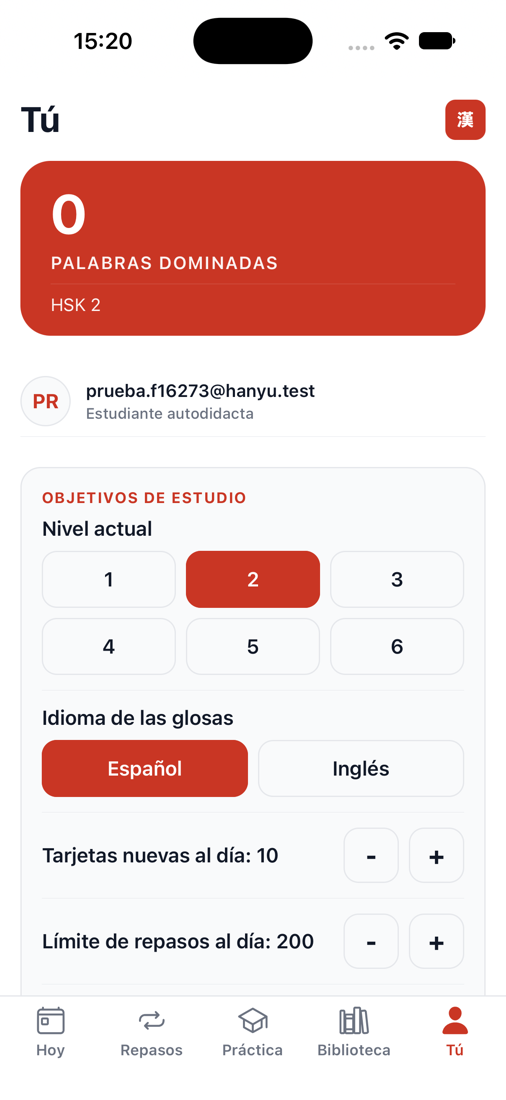 15:20
Tú
漢
0
PALABRAS DOMINADAS
HSK 2
PR
prueba.f16273@hanyu.test
Estudiante autodidacta
OBJETIVOS DE ESTUDIO
Nivel actual
1 2 3
4 5 6
Idioma de las glosas
Español Inglés
Tarjetas nuevas al día: 10 - +
Límite de repasos al día: 200 - +
Hoy Repasos Práctica Biblioteca Tú